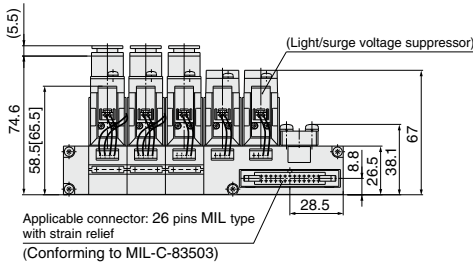 (5.5)
74.6
58.5[65.5]
(Light/surge voltage suppressor)
67
38.1
26.5
8.8
28.5
Applicable connector: 26 pins MIL type
with strain relief
(Conforming to MIL-C-83503)